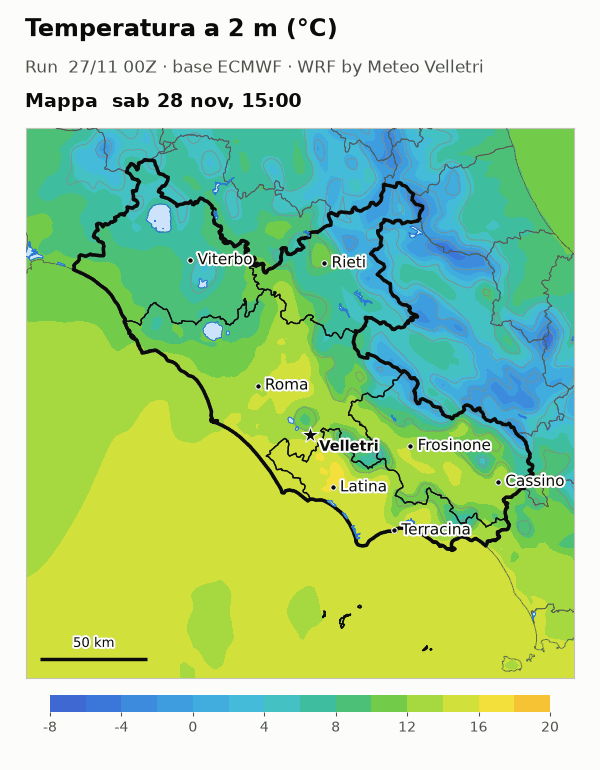 Temperatura a 2 m (°C)
Run  27/11 00Z · base ECMWF · WRF by Meteo Velletri
Mappa  sab 28 nov, 15:00
Viterbo
Rieti
Roma
Velletri
Frosinone
Cassino
Latina
Terracina
50 km
-8 -4 0 4 8 12 16 20